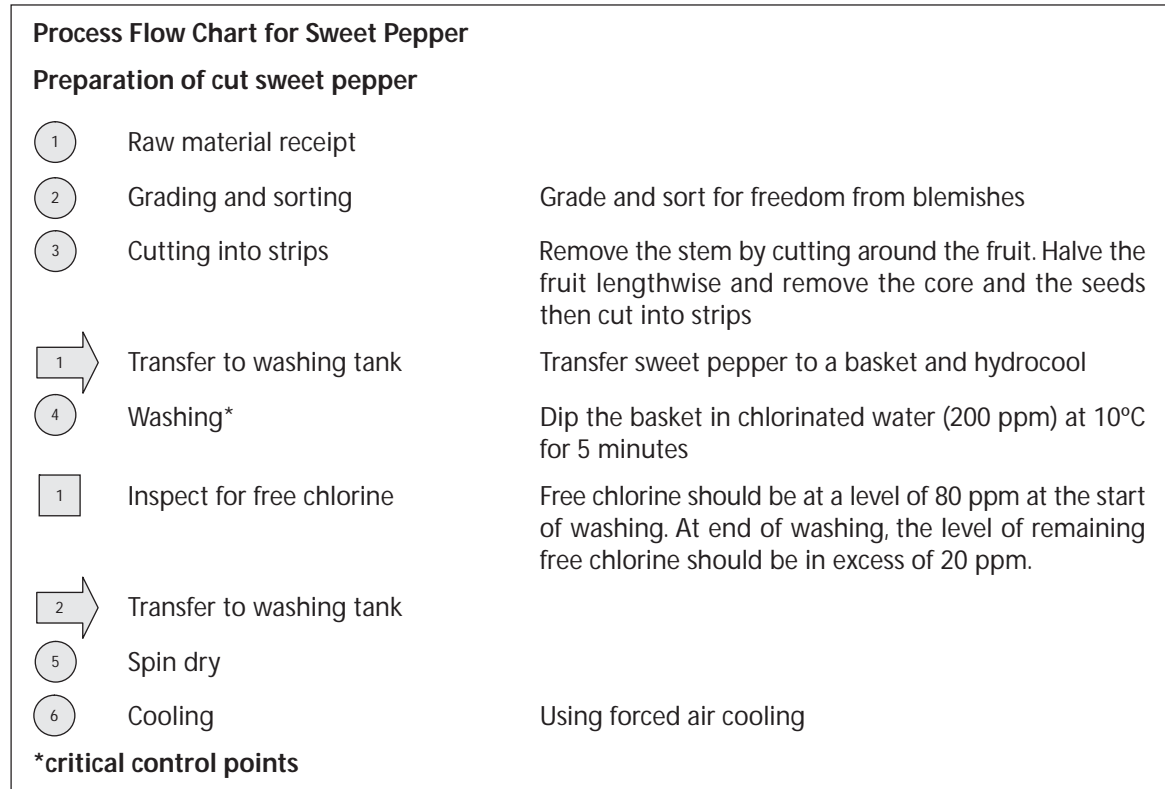 Process Flow Chart for Sweet Pepper
Preparation of cut sweet pepper
1 Raw material receipt
2 Grading and sorting Grade and sort for freedom from blemishes
3 Cutting into strips Remove the stem by cutting around the fruit. Halve the
fruit lengthwise and remove the core and the seeds
then cut into strips
1 Transfer to washing tank Transfer sweet pepper to a basket and hydrocool
4 Washing* Dip the basket in chlorinated water (200 ppm) at 10ºC
for 5 minutes
1 Inspect for free chlorine Free chlorine should be at a level of 80 ppm at the start
of washing. At end of washing, the level of remaining
free chlorine should be in excess of 20 ppm.
2 Transfer to washing tank
5 Spin dry
6 Cooling Using forced air cooling
*critical control points